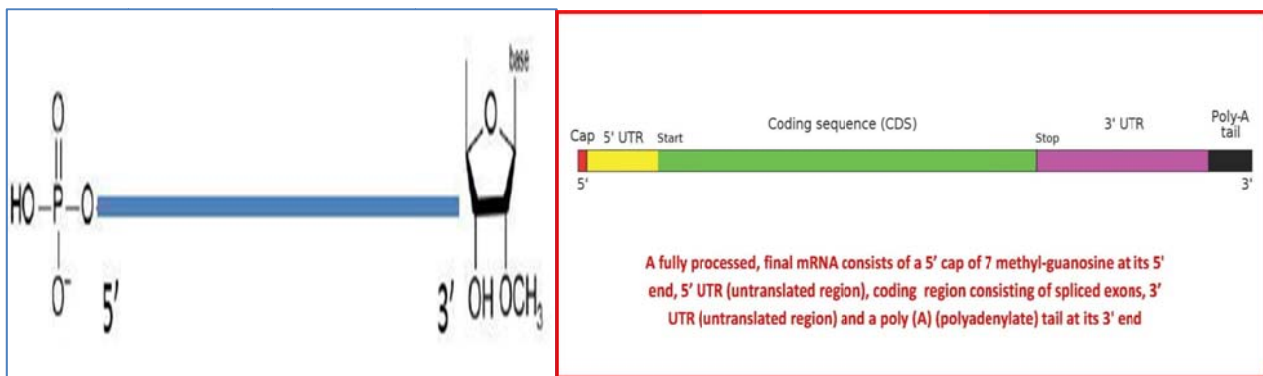 base
O
O
HO–P–O
O⁻
5′
3′
OH OCH₃
Cap 5' UTR Start Coding sequence (CDS) Stop 3' UTR Poly-A tail
5' 3'
A fully processed, final mRNA consists of a 5' cap of 7 methyl-guanosine at its 5'
end, 5' UTR (untranslated region), coding region consisting of spliced exons, 3'
UTR (untranslated region) and a poly (A) (polyadenylate) tail at its 3' end